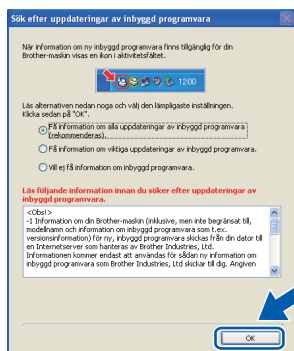 Sök efter uppdateringar av inbyggd programvara
När information om ny inbyggd programvara finns tillgänglig för din
Brother-maskin visas en ikon i aktivitetsfältet.
12:00
Läs alternativen nedan noga och välj den lämpligaste inställningen.
Klicka sedan på "OK".
Få information om alla uppdateringar av inbyggd programvara
(rekommenderas).
Få information om viktiga uppdateringar av inbyggd programvara.
Vill ej få information om inbyggd programvara.
Läs följande information innan du söker efter uppdatering av
inbyggd programvara.
<Obs!>
-1 Information om din Brother-maskin (inklusive, men inte begränsat till,
modellnamn och information om inbyggd programvara som t.ex.
versionsinformation) för ny, inbyggd programvara skickas från din dator till
en Internetserver som hanteras av Brother Industries, Ltd.
Informationen kommer endast att användas för sådan ny information om
inbyggd programvara som Brother Industries, Ltd skickar till dig. Angiven
OK